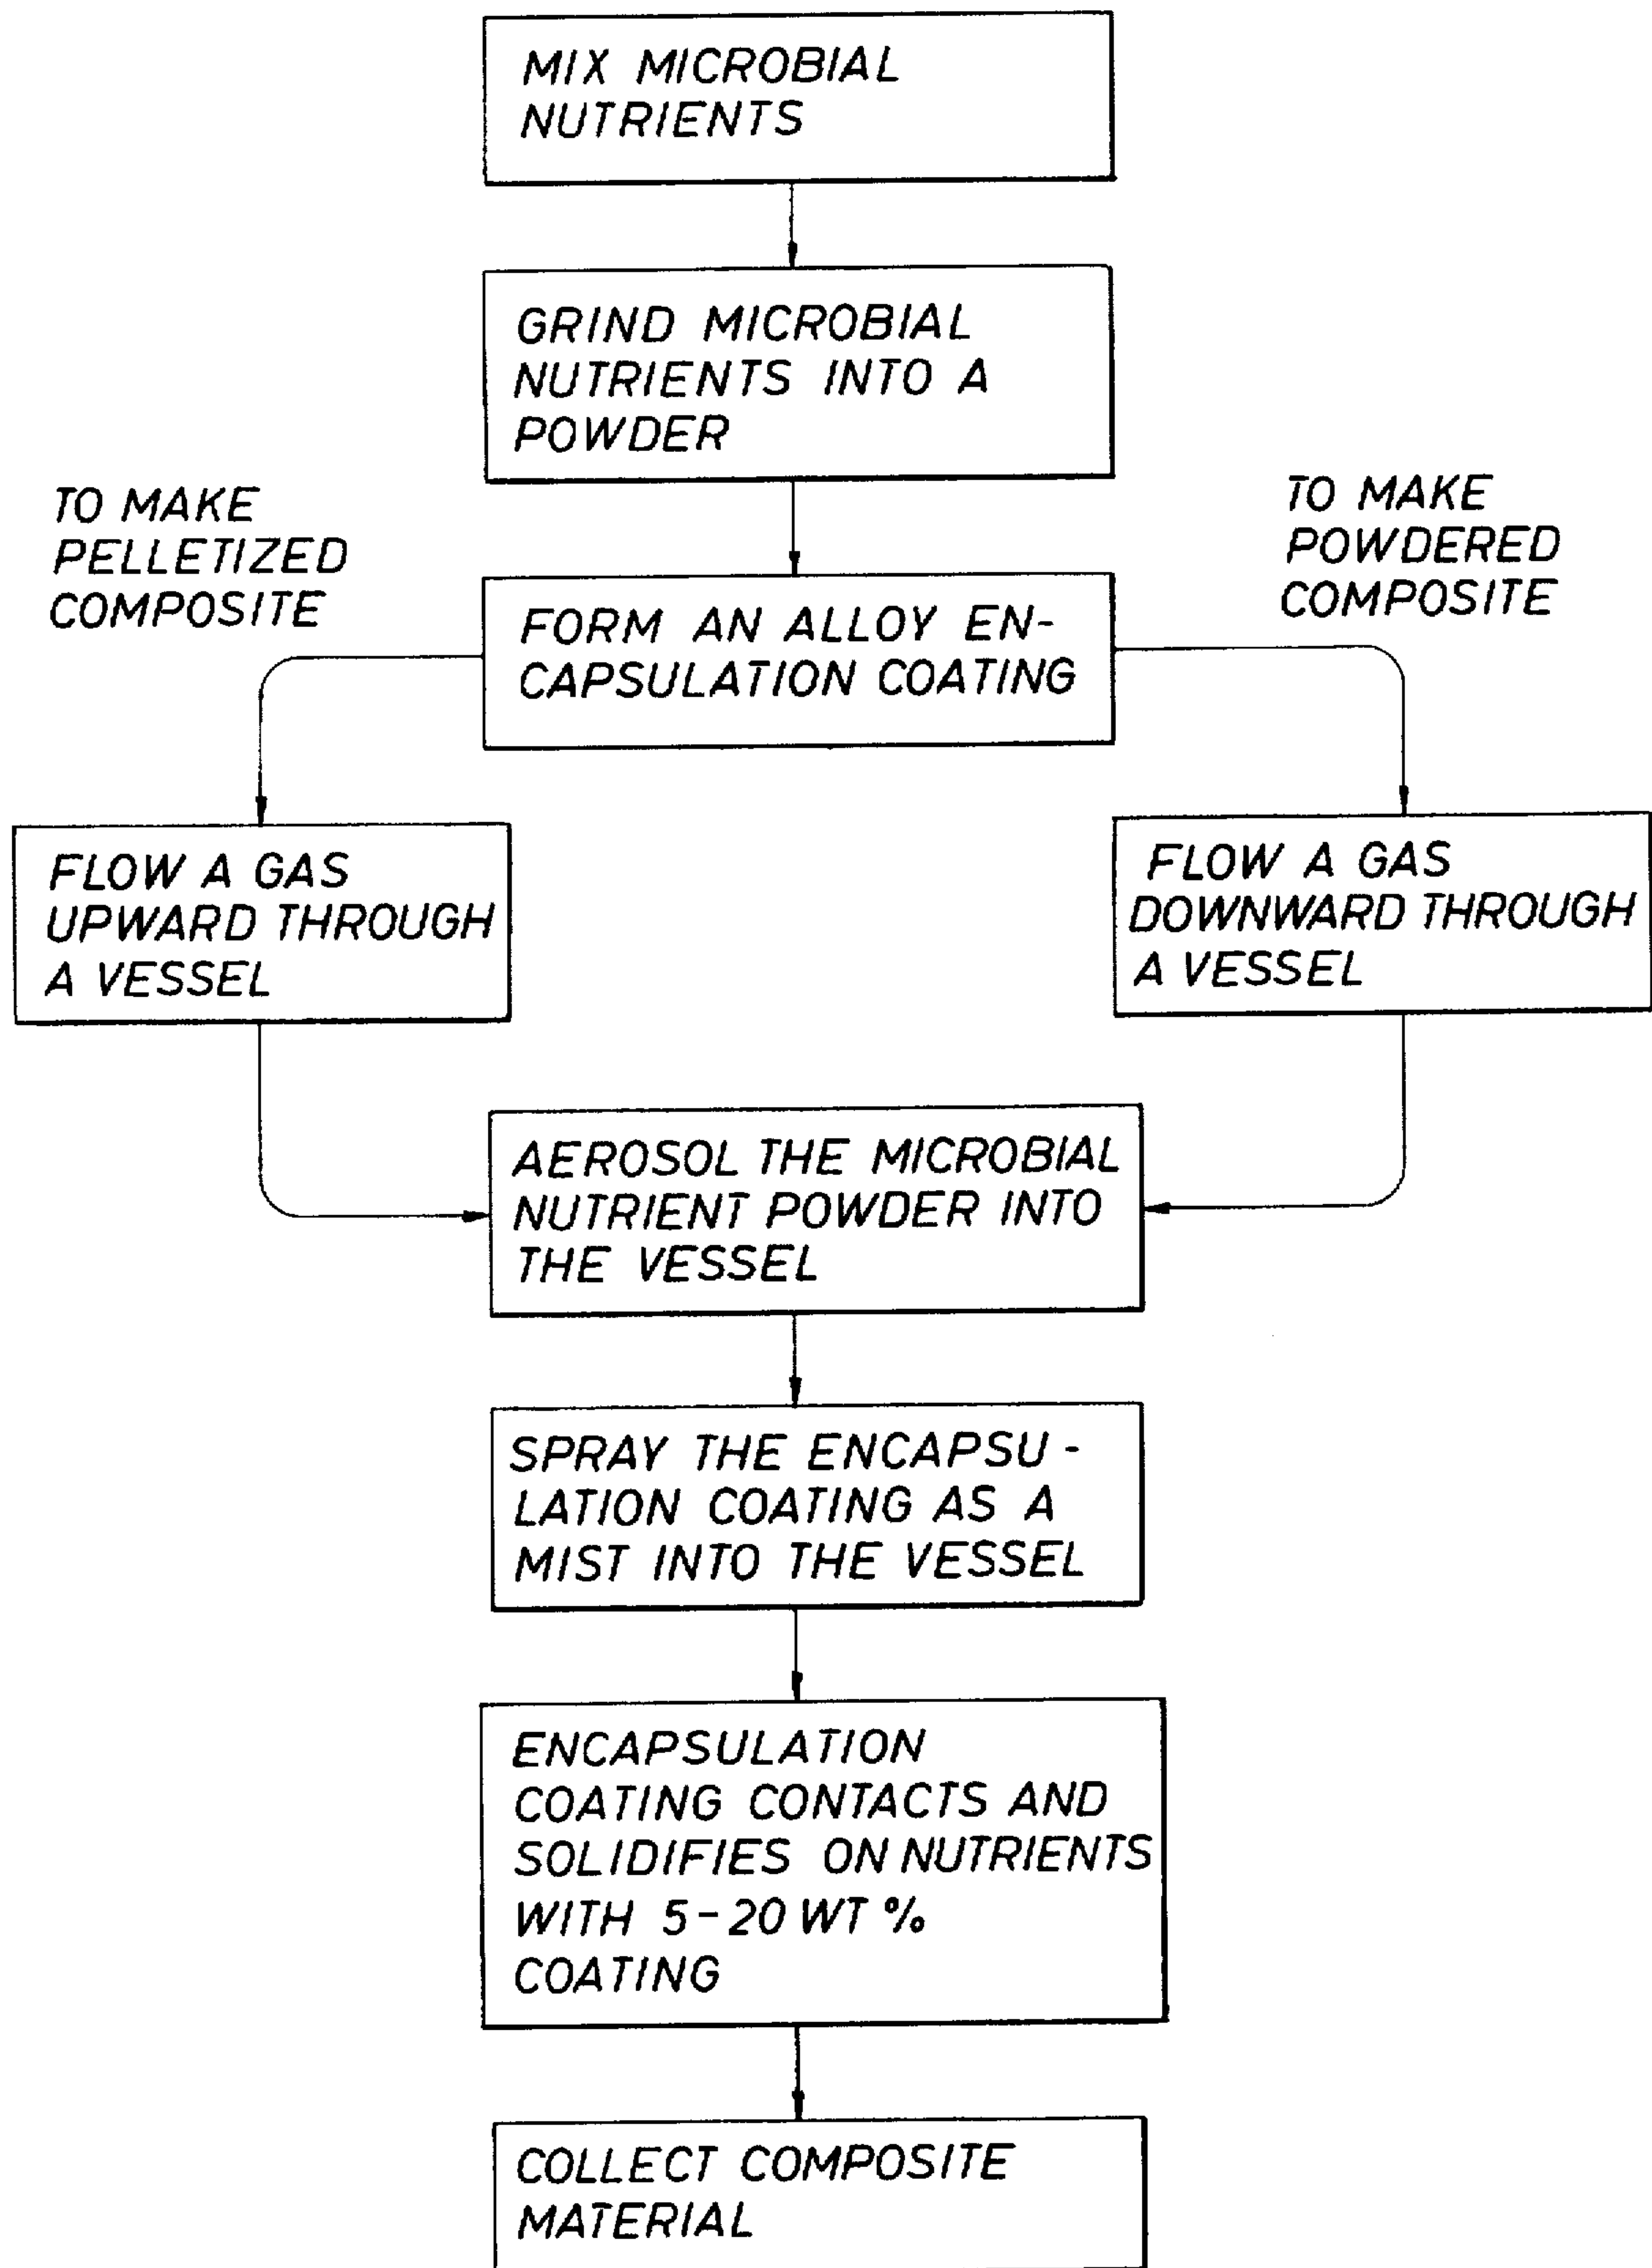 MIX MICROBIAL
NUTRIENTS
GRIND MICROBIAL
NUTRIENTS INTO A
POWDER
TO MAKE
PELLETIZED
COMPOSITE
TO MAKE
POWDERED
COMPOSITE
FORM AN ALLOY EN-
CAPSULATION COATING
FLOW A GAS
UPWARD THROUGH
A VESSEL
FLOW A GAS
DOWNWARD THROUGH
A VESSEL
AEROSOL THE MICROBIAL
NUTRIENT POWDER INTO
THE VESSEL
SPRAY THE ENCAPSU-
LATION COATING AS A
MIST INTO THE VESSEL
ENCAPSULATION
COATING CONTACTS AND
SOLIDIFIES ON NUTRIENTS
WITH 5-20 WT %
COATING
COLLECT COMPOSITE
MATERIAL